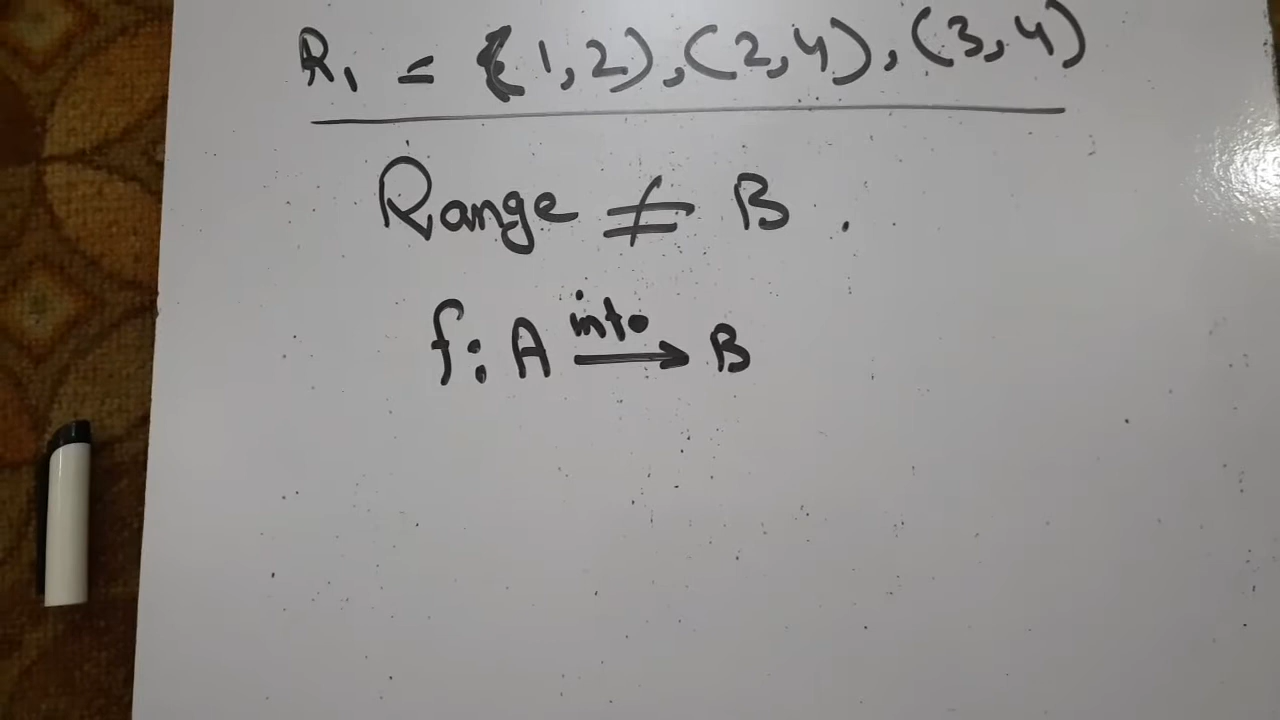 R₁ = {(1,2),(2,4),(3,4)
Range ≠ B.
f: A into → B